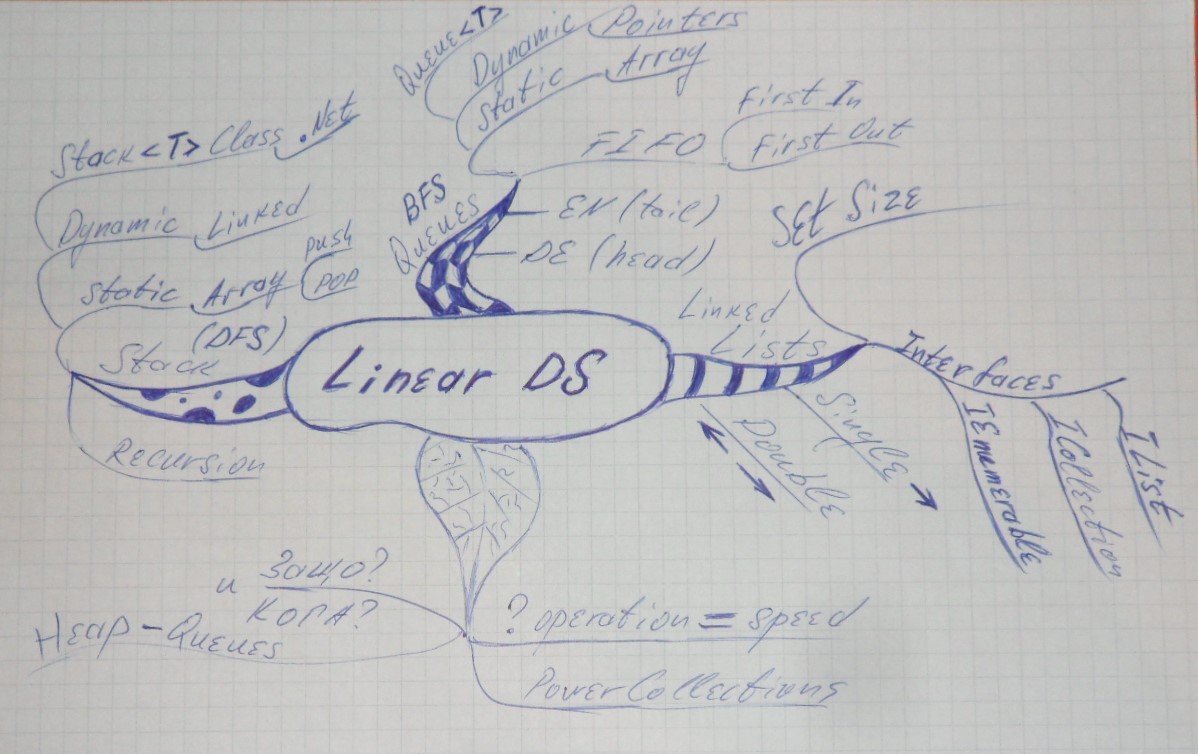 Linear DS
Stack <T> Class .Net
Dynamic Linked
Static Array
push
pop
Stack (DFS)
Recursion
BFS
Queues
Queue<T>
Dynamic Pointers
Static Array
FIFO
First In
First Out
EN (tail)
DE (head)
Linked
Lists
Set Size
Interfaces
IEnumerable
ICollection
IList
Single
Double
и Защо?
КОГА?
Heap - Queues
? operation = speed
PowerCollections